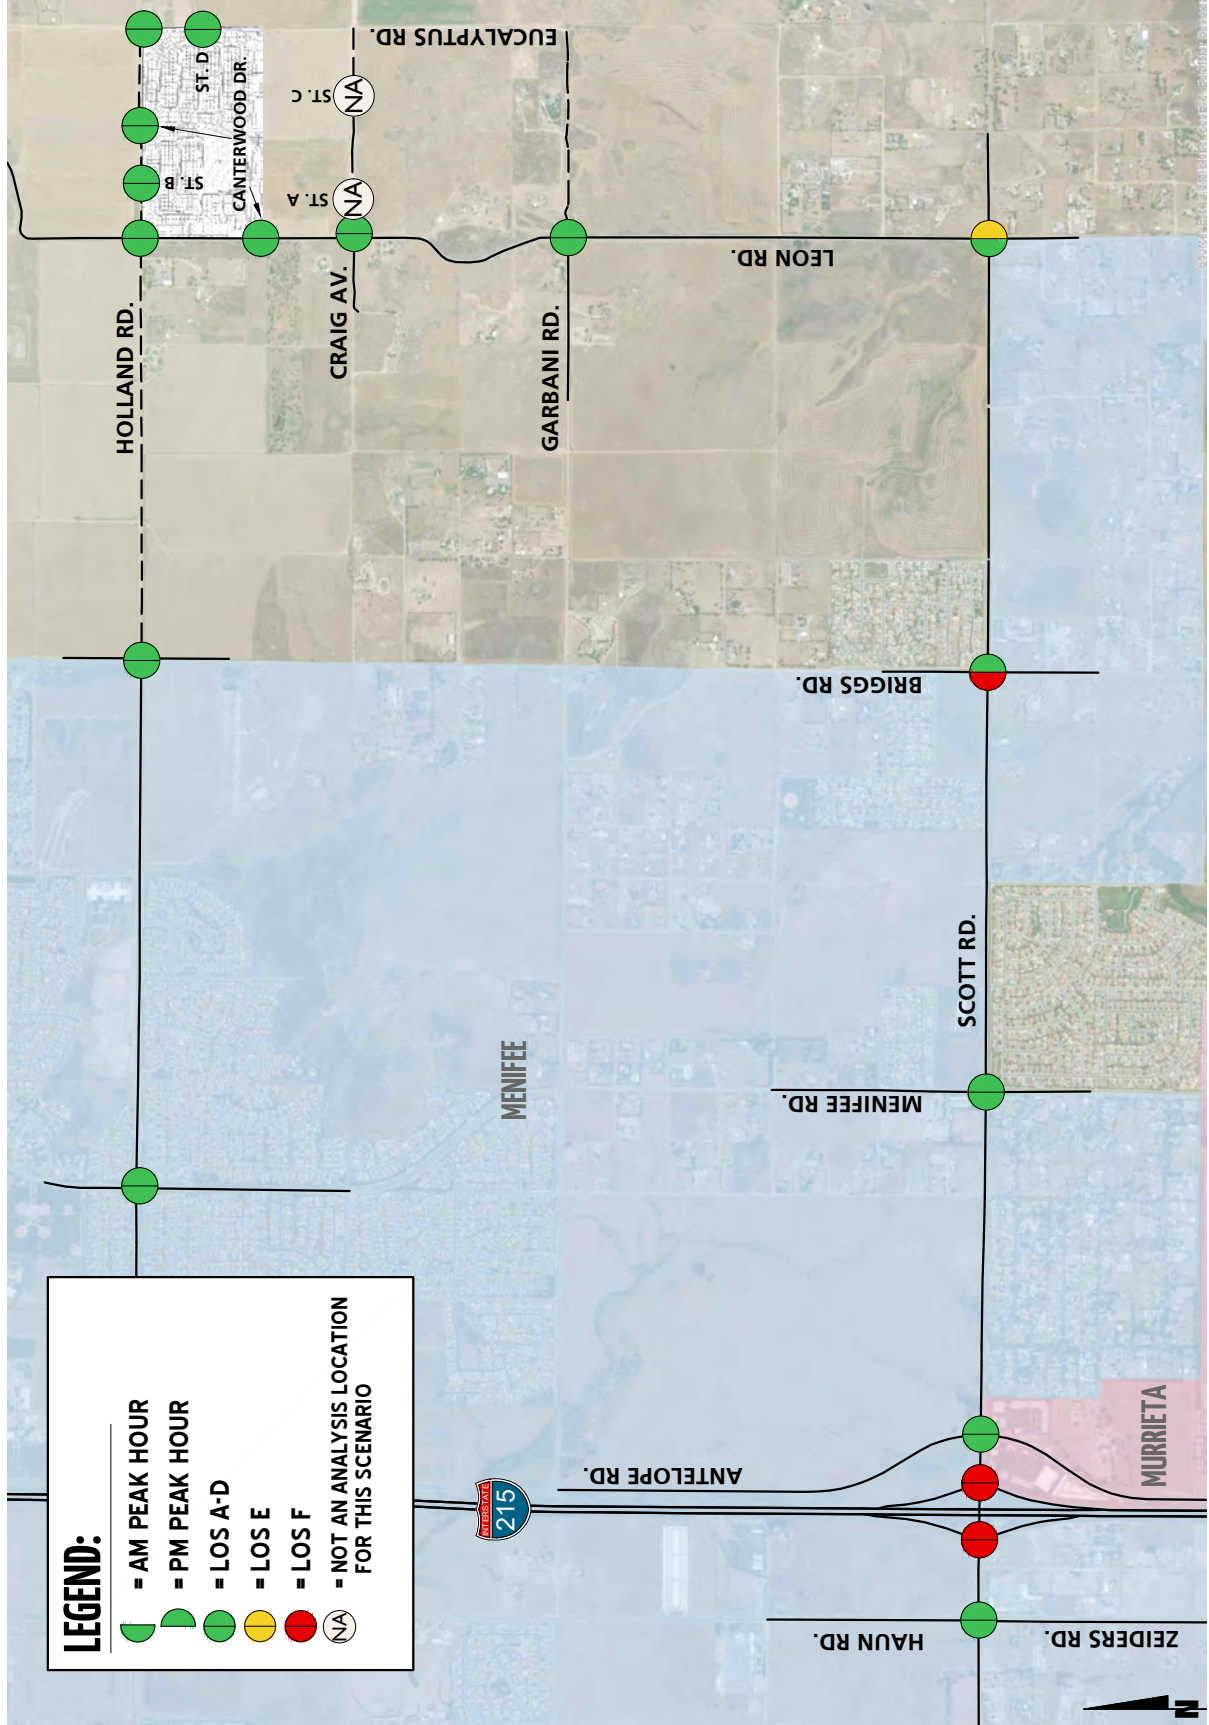 LEGEND:
= AM PEAK HOUR
= PM PEAK HOUR
= LOS A-D
= LOS E
= LOS F
NA = NOT AN ANALYSIS LOCATION
FOR THIS SCENARIO
HOLLAND RD.
ST. B
ST. D
CANTERWOOD DR.
CRAIG AV.
ST. A
ST. C
NA
NA
EUCALYPTUS RD.
GARBANI RD.
LEON RD.
BRIGGS RD.
MENIFEE
MENIFEE RD.
SCOTT RD.
INTERSTATE
215
ANTELOPE RD.
MURRIETA
HAUN RD.
ZEIDERS RD.
N